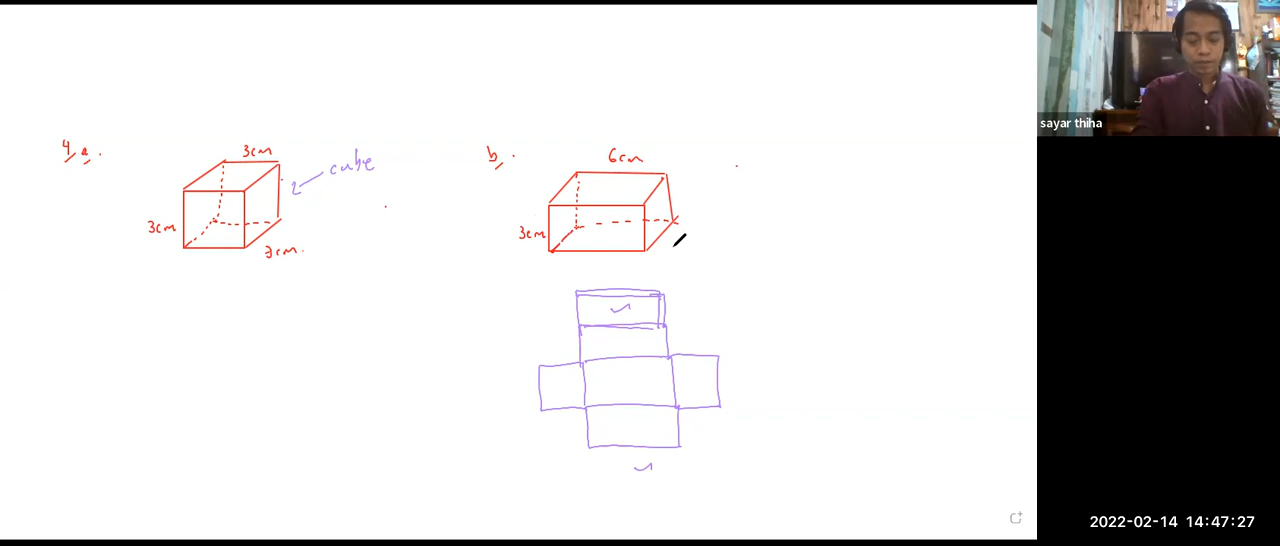 4, a.
3cm
cube
3cm
3cm.
b.
6cm
3cm
sayar thiha
2022-02-14 14:47:27